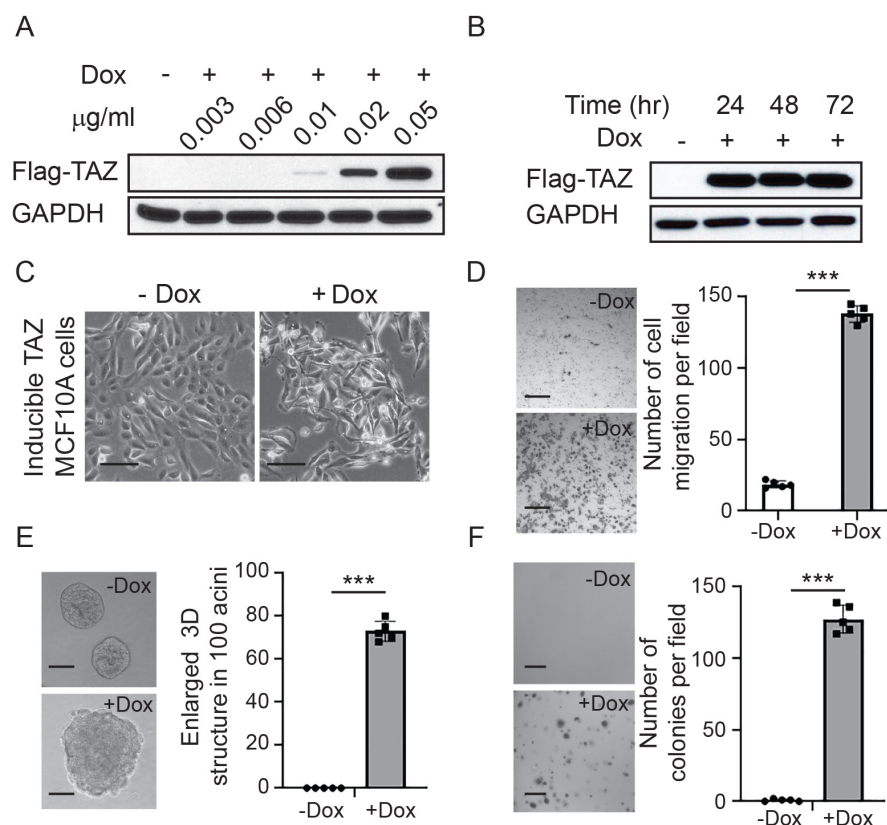 A
Dox - + + + + +
μg/ml 0.003 0.006 0.01 0.02 0.05
Flag-TAZ
GAPDH
B
Time (hr) 24 48 72
Dox - + + +
Flag-TAZ
GAPDH
C
- Dox + Dox
Inducible TAZ
MCF10A cells
D
-Dox
+Dox
Number of cell
migration per field
150
100
50
0
***
-Dox +Dox
E
-Dox
+Dox
Enlarged 3D
structure in 100 acini
100
80
60
40
20
0
***
-Dox +Dox
F
-Dox
+Dox
Number of
colonies per field
150
100
50
0
***
-Dox +Dox